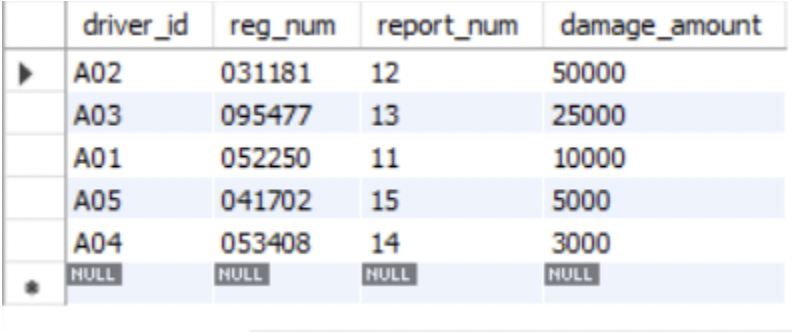 driver_id reg_num report_num damage_amount
A02 031181 12 50000
A03 095477 13 25000
A01 052250 11 10000
A05 041702 15 5000
A04 053408 14 3000
NULL NULL NULL NULL